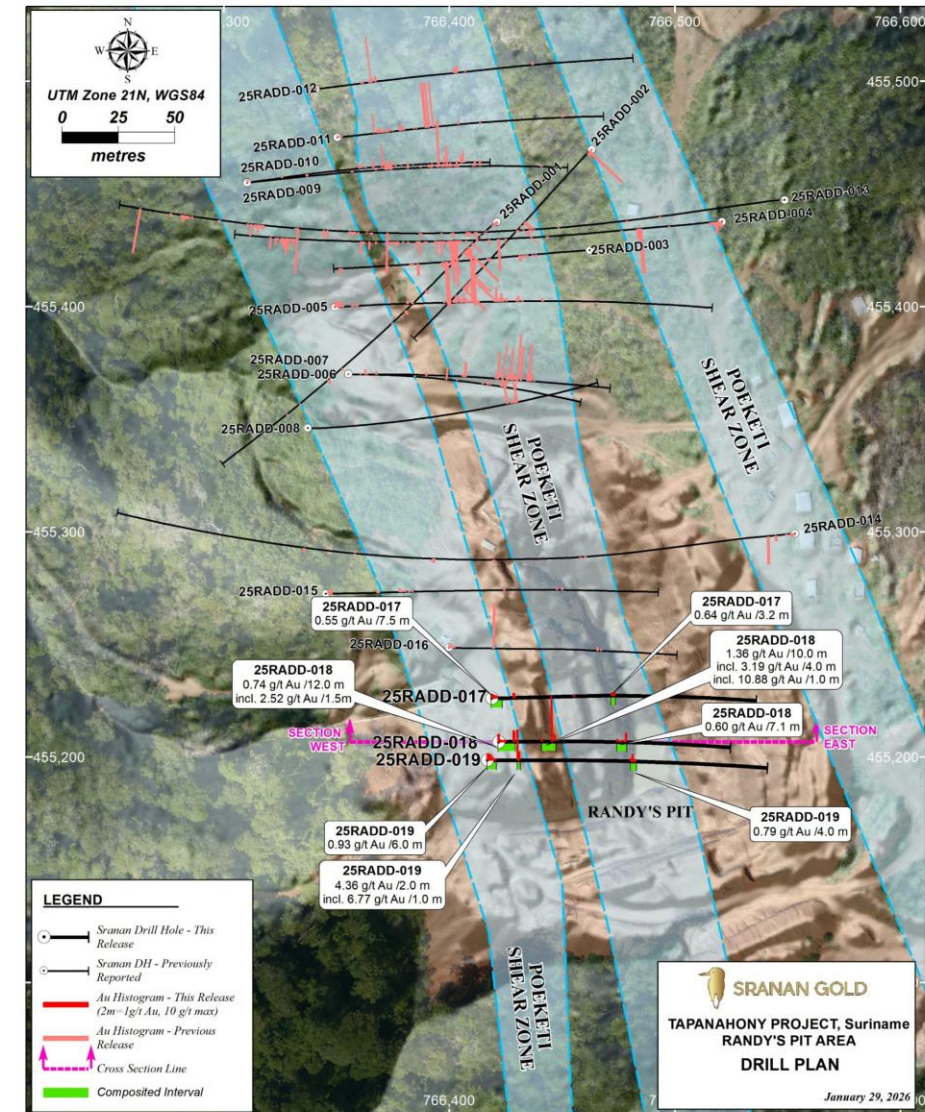 300
766,400
766,500
766,600
N
W
E
S
UTM Zone 21N, WGS84
0 25 50
metres
455,500
25RADD-012
25RADD-002
25RADD-011
25RADD-010
25RADD-009
25RADD-001
25RADD-013
25RADD-004
25RADD-003
455,400
25RADD-005
455,400
25RADD-007
25RADD-006
25RADD-008
POEKETI
SHEAR ZONE
POEKETI
SHEAR ZONE
455,300
25RADD-014
455,300
25RADD-015
25RADD-017
0.55 g/t Au /7.5 m
25RADD-017
0.64 g/t Au /3.2 m
25RADD-016
25RADD-018
1.36 g/t Au /10.0 m
incl. 3.19 g/t Au /4.0 m
incl. 10.88 g/t Au /1.0 m
25RADD-018
0.74 g/t Au /12.0 m
incl. 2.52 g/t Au /1.5m
25RADD-017
25RADD-018
0.60 g/t Au /7.1 m
SECTION
WEST
25RADD-018
SECTION
EAST
25RADD-019
455,200
455,200
RANDY'S PIT
25RADD-019
0.93 g/t Au /6.0 m
25RADD-019
0.79 g/t Au /4.0 m
25RADD-019
4.36 g/t Au /2.0 m
incl. 6.77 g/t Au /1.0 m
POEKETI
SHEAR ZONE
LEGEND
Sranan Drill Hole - This
Release
Sranan DH - Previously
Reported
Au Histogram - This Release
(2m=1g/t Au, 10 g/t max)
Au Histogram - Previous
Release
Cross Section Line
Composited Interval
SRANAN GOLD
TAPANAHONY PROJECT, Suriname
RANDY'S PIT AREA
DRILL PLAN
January 29, 2026
766,400